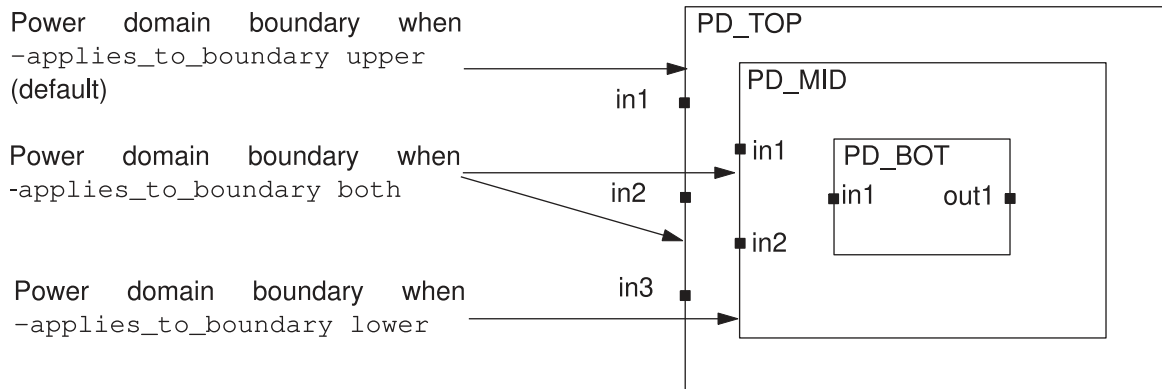 Power domain boundary when
–applies_to_boundary upper
(default)
Power domain boundary when
-applies_to_boundary both
Power domain boundary when
–applies_to_boundary lower
PD_TOP
in1
in2
in3
PD_MID
in1
in2
PD_BOT
in1 out1